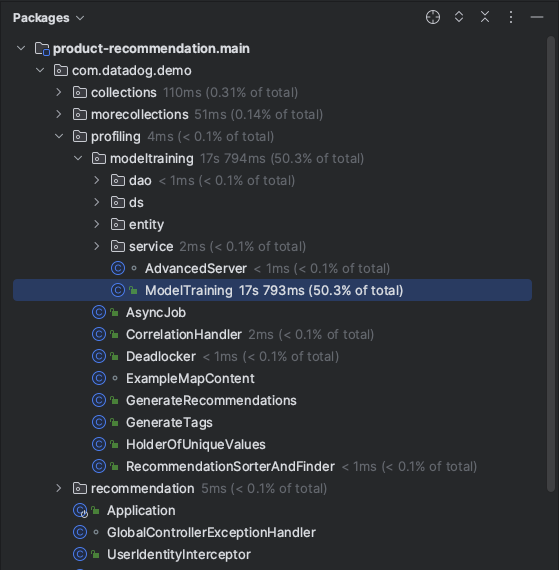 Packages
product-recommendation.main
com.datadog.demo
collections 110ms (0.31% of total)
morecollections 51ms (0.14% of total)
profiling 4ms (< 0.1% of total)
modeltraining 17s 794ms (50.3% of total)
dao < 1ms (< 0.1% of total)
ds
entity
service 2ms (< 0.1% of total)
AdvancedServer < 1ms (< 0.1% of total)
ModelTraining 17s 793ms (50.3% of total)
AsyncJob
CorrelationHandler 2ms (< 0.1% of total)
Deadlocker < 1ms (< 0.1% of total)
ExampleMapContent
GenerateRecommendations
GenerateTags
HolderOfUniqueValues
RecommendationSorterAndFinder < 1ms (< 0.1% of total)
recommendation 5ms (< 0.1% of total)
Application
GlobalControllerExceptionHandler
UserIdentityInterceptor